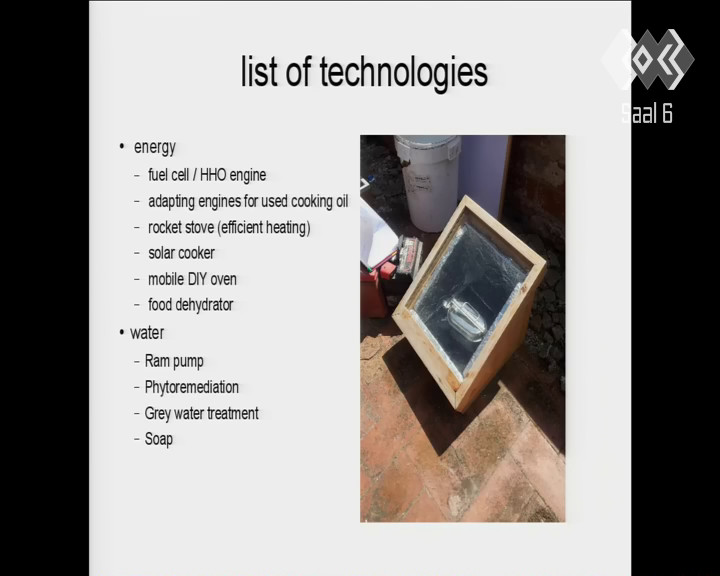 list of technologies
• energy
– fuel cell / HHO engine
– adapting engines for used cooking oil
– rocket stove (efficient heating)
– solar cooker
– mobile DIY oven
– food dehydrator
• water
– Ram pump
– Phytoremediation
– Grey water treatment
– Soap
Saal 6